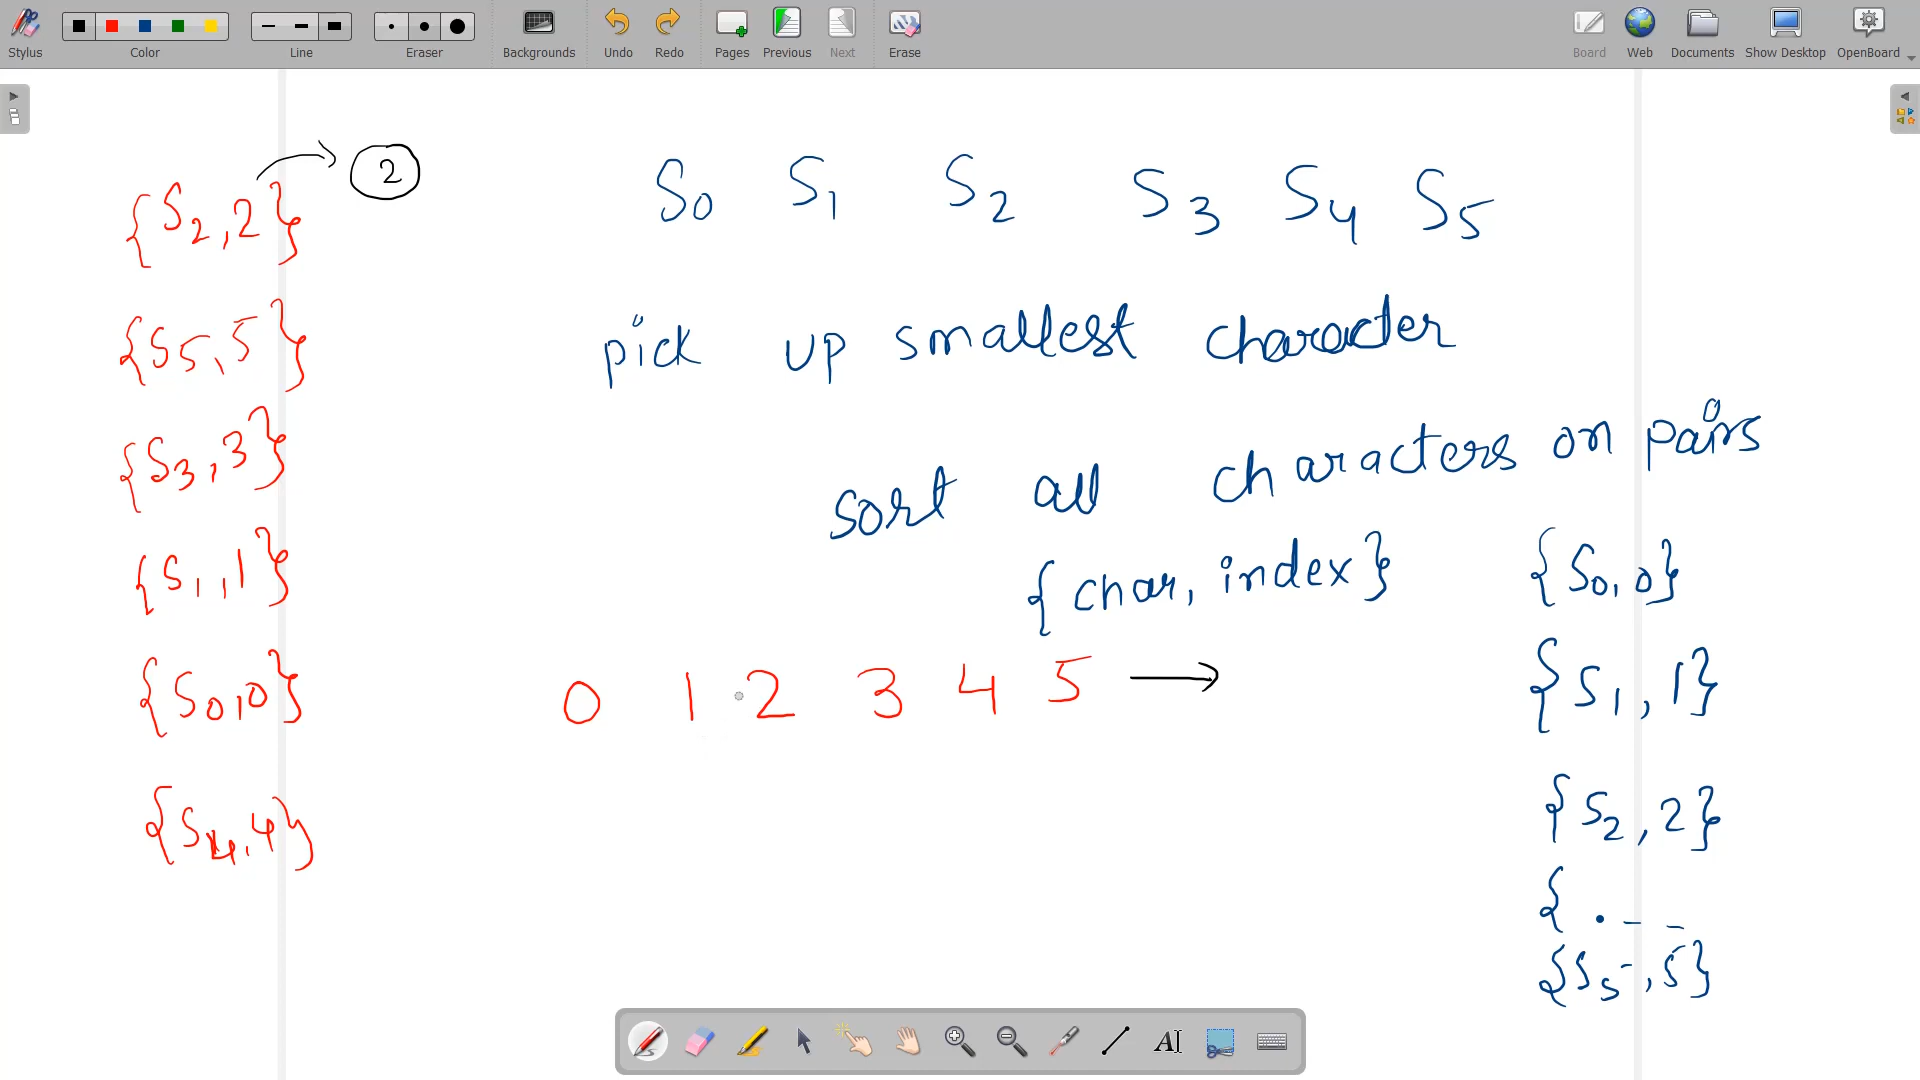 Stylus Color Line Eraser Backgrounds Undo Redo Pages Previous Next Erase Board Web Documents Show Desktop OpenBoard
2
{S2, 2}
{S5, 5}
{S3, 3}
{S1, 1}
{S0, 0}
{S4, 4}
S0 S1 S2 S3 S4 S5
pick up smallest character
sort all characters on pairs
{char, index}
0 1 2 3 4 5 →
{S0, 0}
{S1, 1}
{S2, 2}
{ . _ _
{S5, 5}